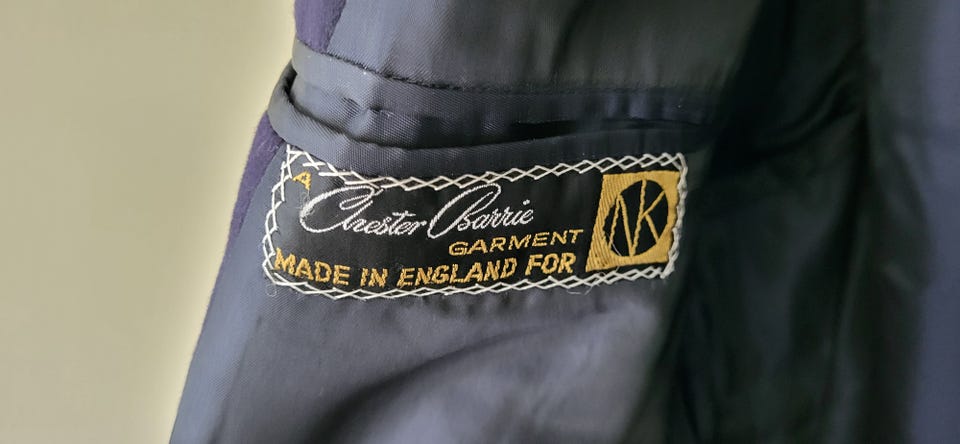 A
Chester Barrie
GARMENT
MADE IN ENGLAND FOR
NK